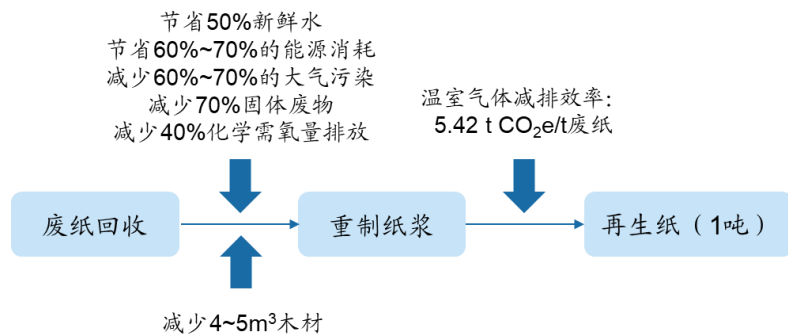 节省50%新鲜水
节省60%~70%的能源消耗
减少60%~70%的大气污染
减少70%固体废物
减少40%化学需氧量排放
温室气体减排效率:
5.42 t CO₂e/t废纸
废纸回收
重制纸浆
再生纸（1吨）
减少4~5m³木材